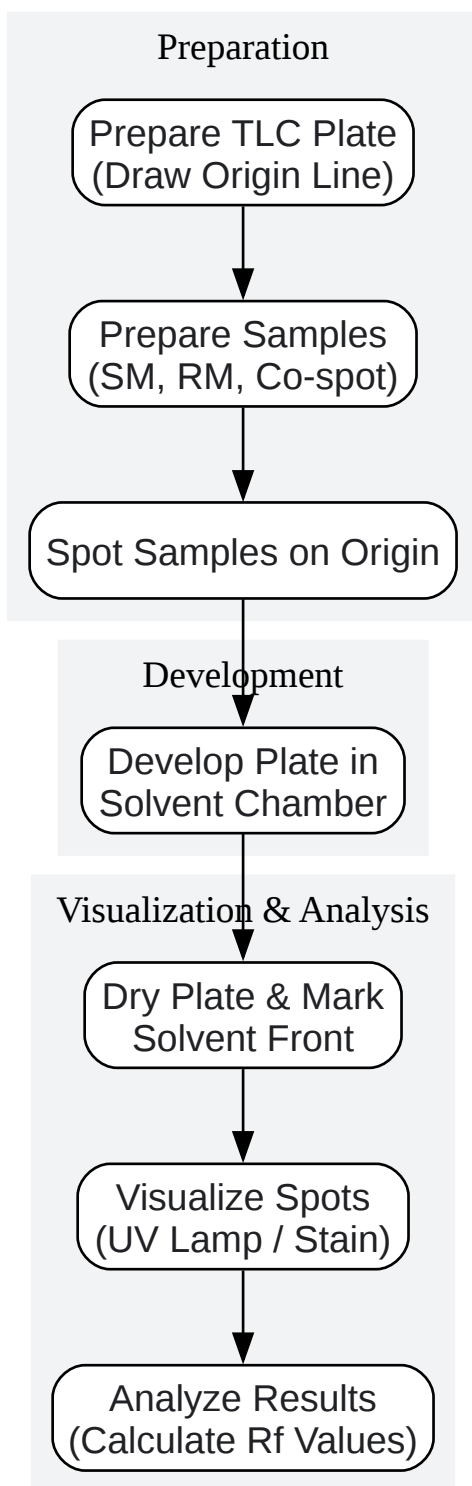 Preparation
Prepare TLC Plate
(Draw Origin Line)
Prepare Samples
(SM, RM, Co-spot)
Spot Samples on Origin
Development
Develop Plate in
Solvent Chamber
Visualization & Analysis
Dry Plate & Mark
Solvent Front
Visualize Spots
(UV Lamp / Stain)
Analyze Results
(Calculate Rf Values)